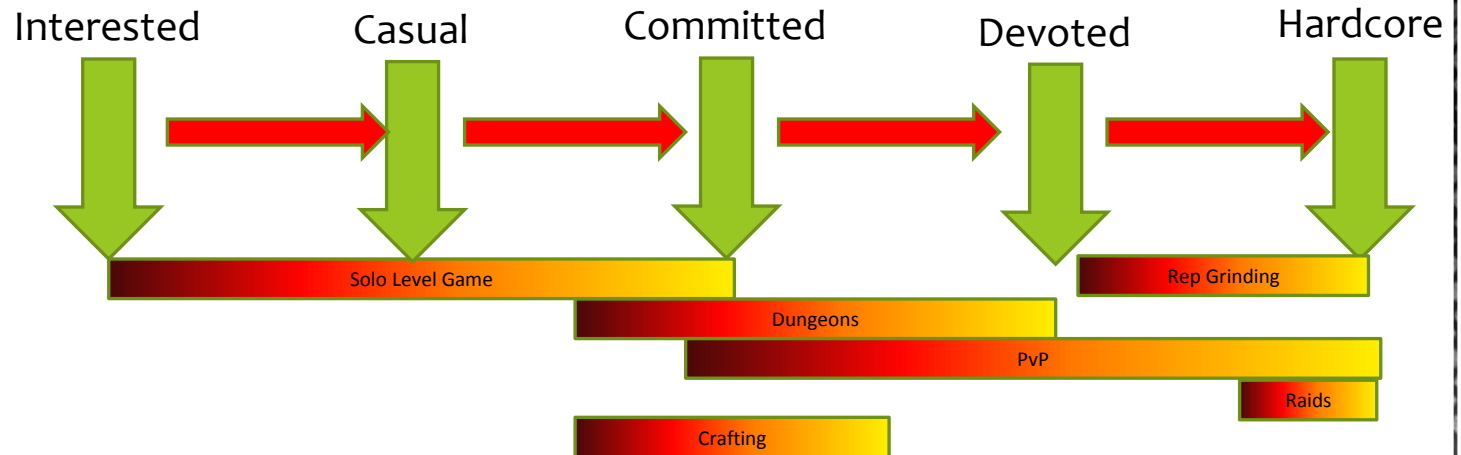 Interested
Casual
Committed
Devoted
Hardcore
Solo Level Game
Rep Grinding
Dungeons
PvP
Raids
Crafting